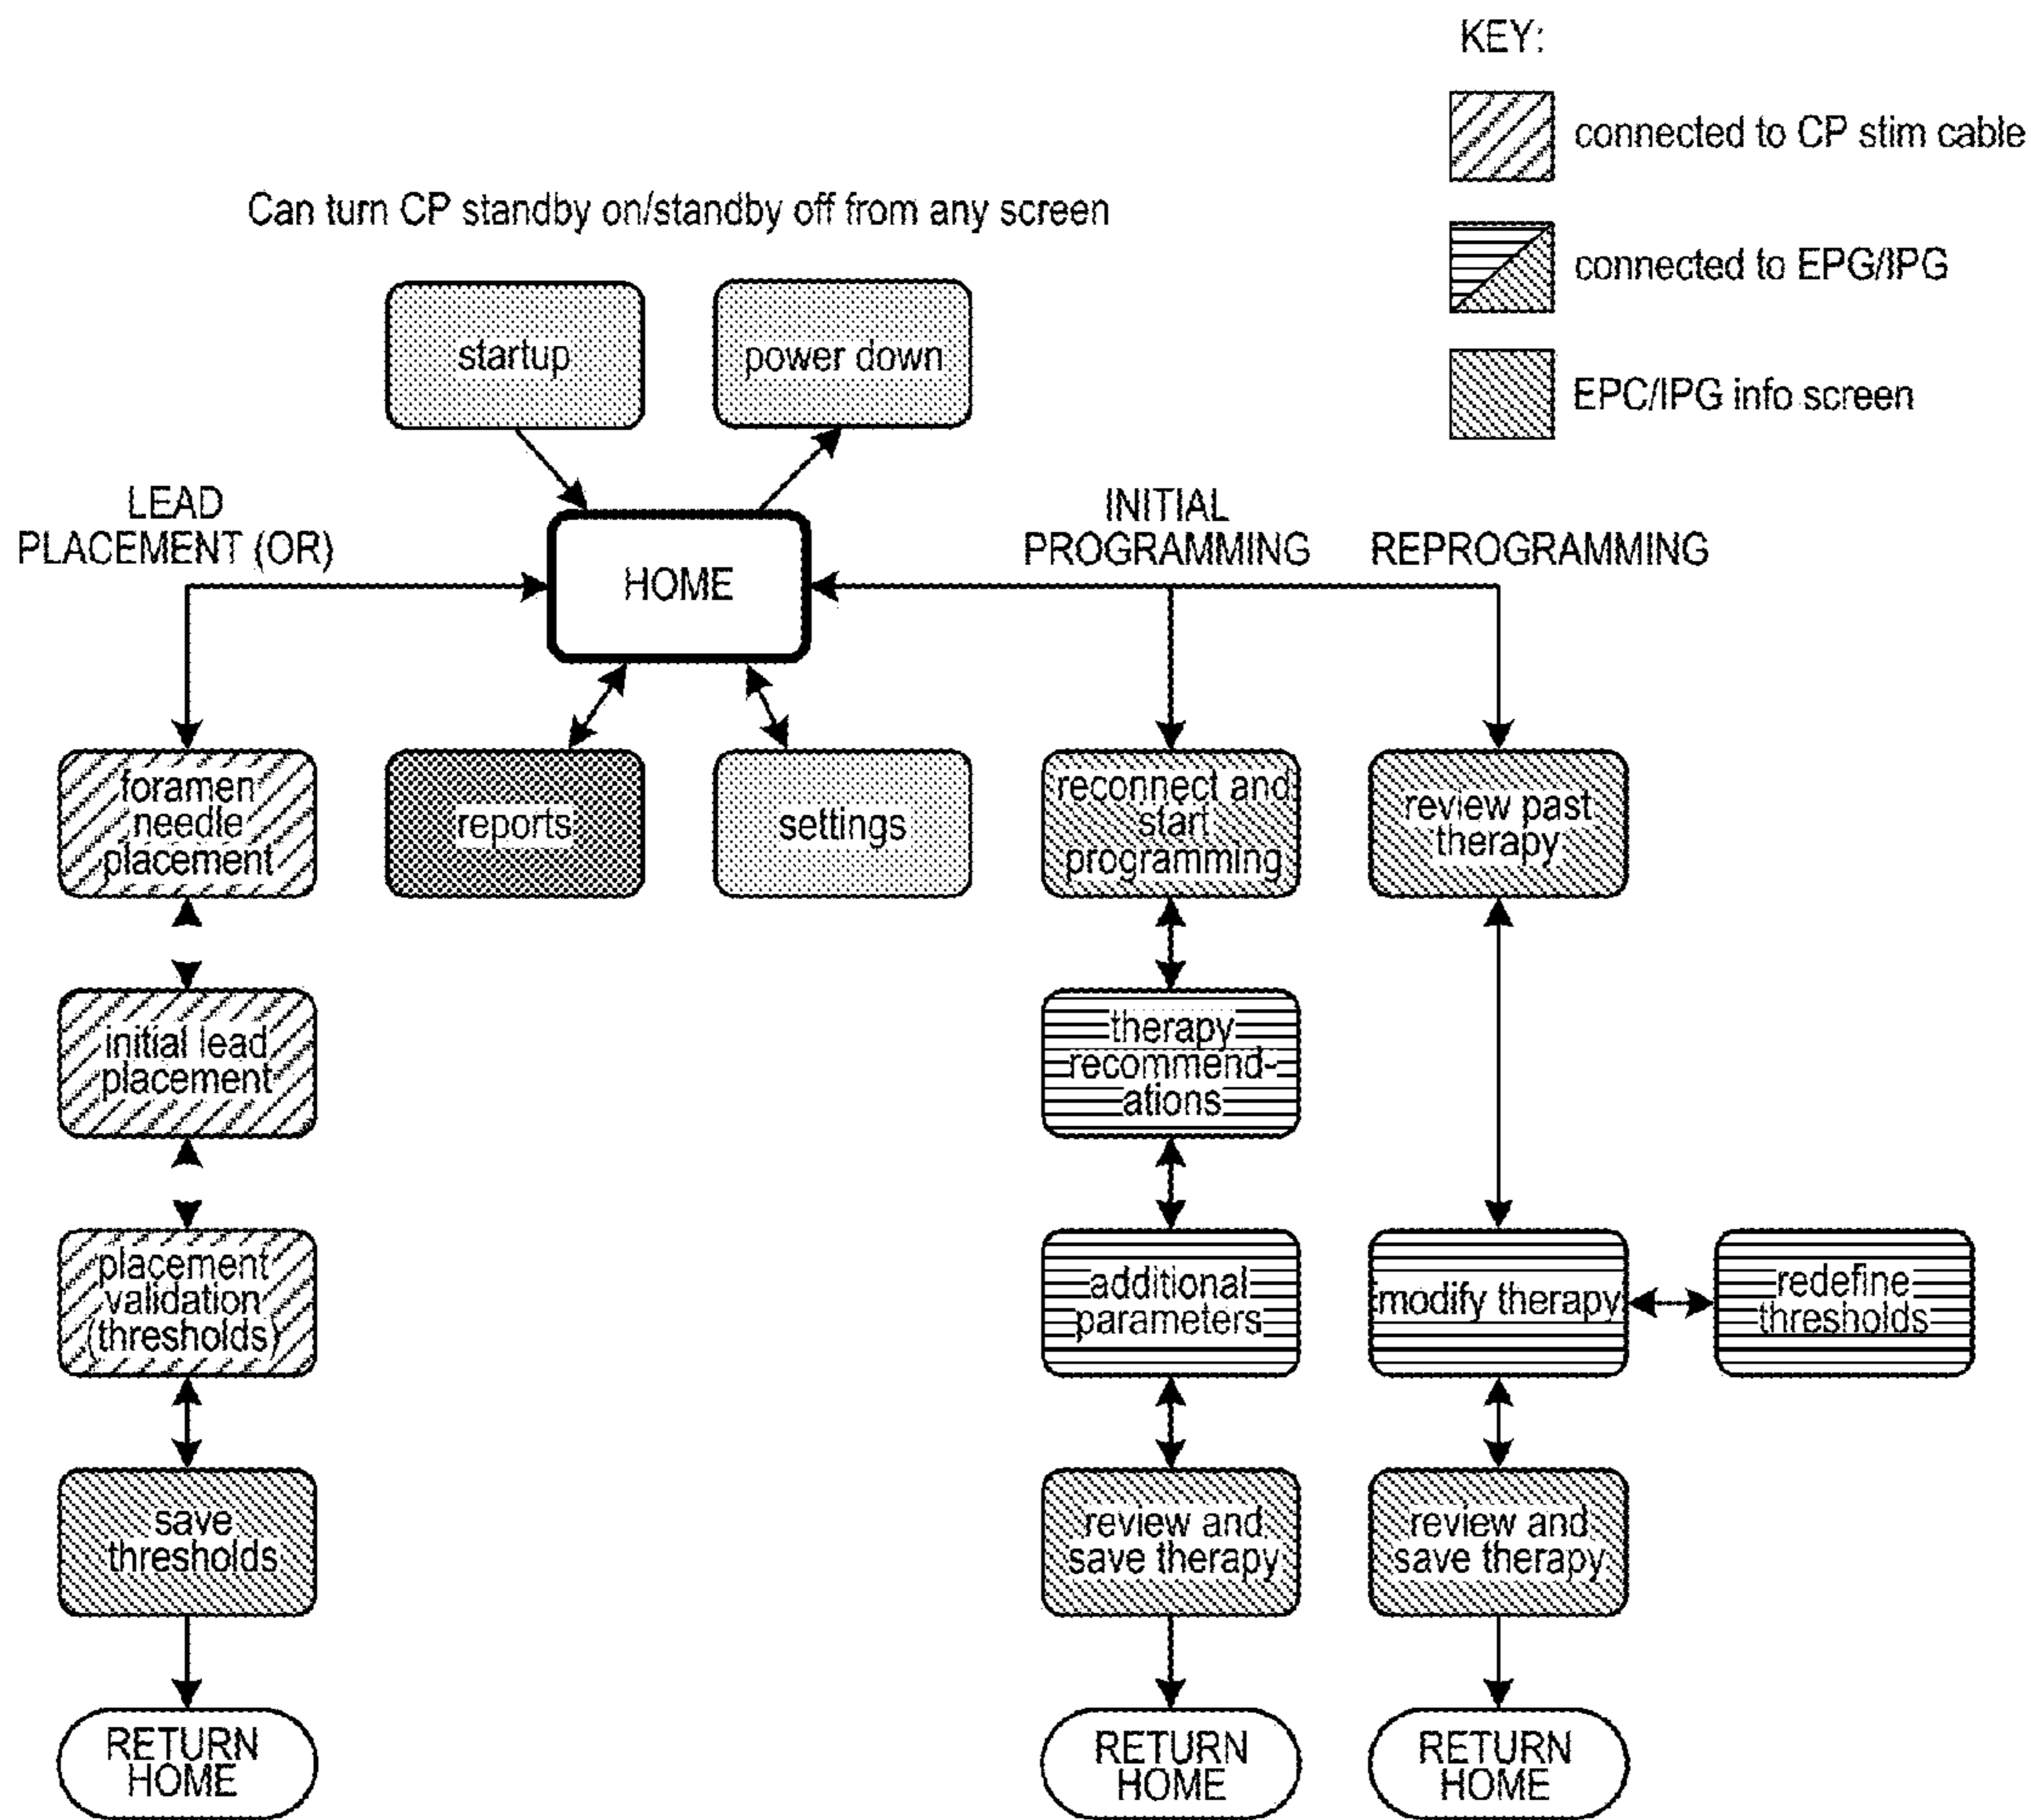 KEY:
connected to CP stim cable
connected to EPG/IPG
EPC/IPG info screen
Can turn CP standby on/standby off from any screen
startup
power down
LEAD
PLACEMENT (OR)
HOME
INITIAL
PROGRAMMING
REPROGRAMMING
foramen
needle
placement
reports
settings
reconnect and
start
programming
review past
therapy
initial lead
placement
therapy
recommend-
ations
placement
validation
(thresholds)
additional
parameters
modify therapy
redefine
thresholds
save
thresholds
review and
save therapy
review and
save therapy
RETURN
HOME
RETURN
HOME
RETURN
HOME